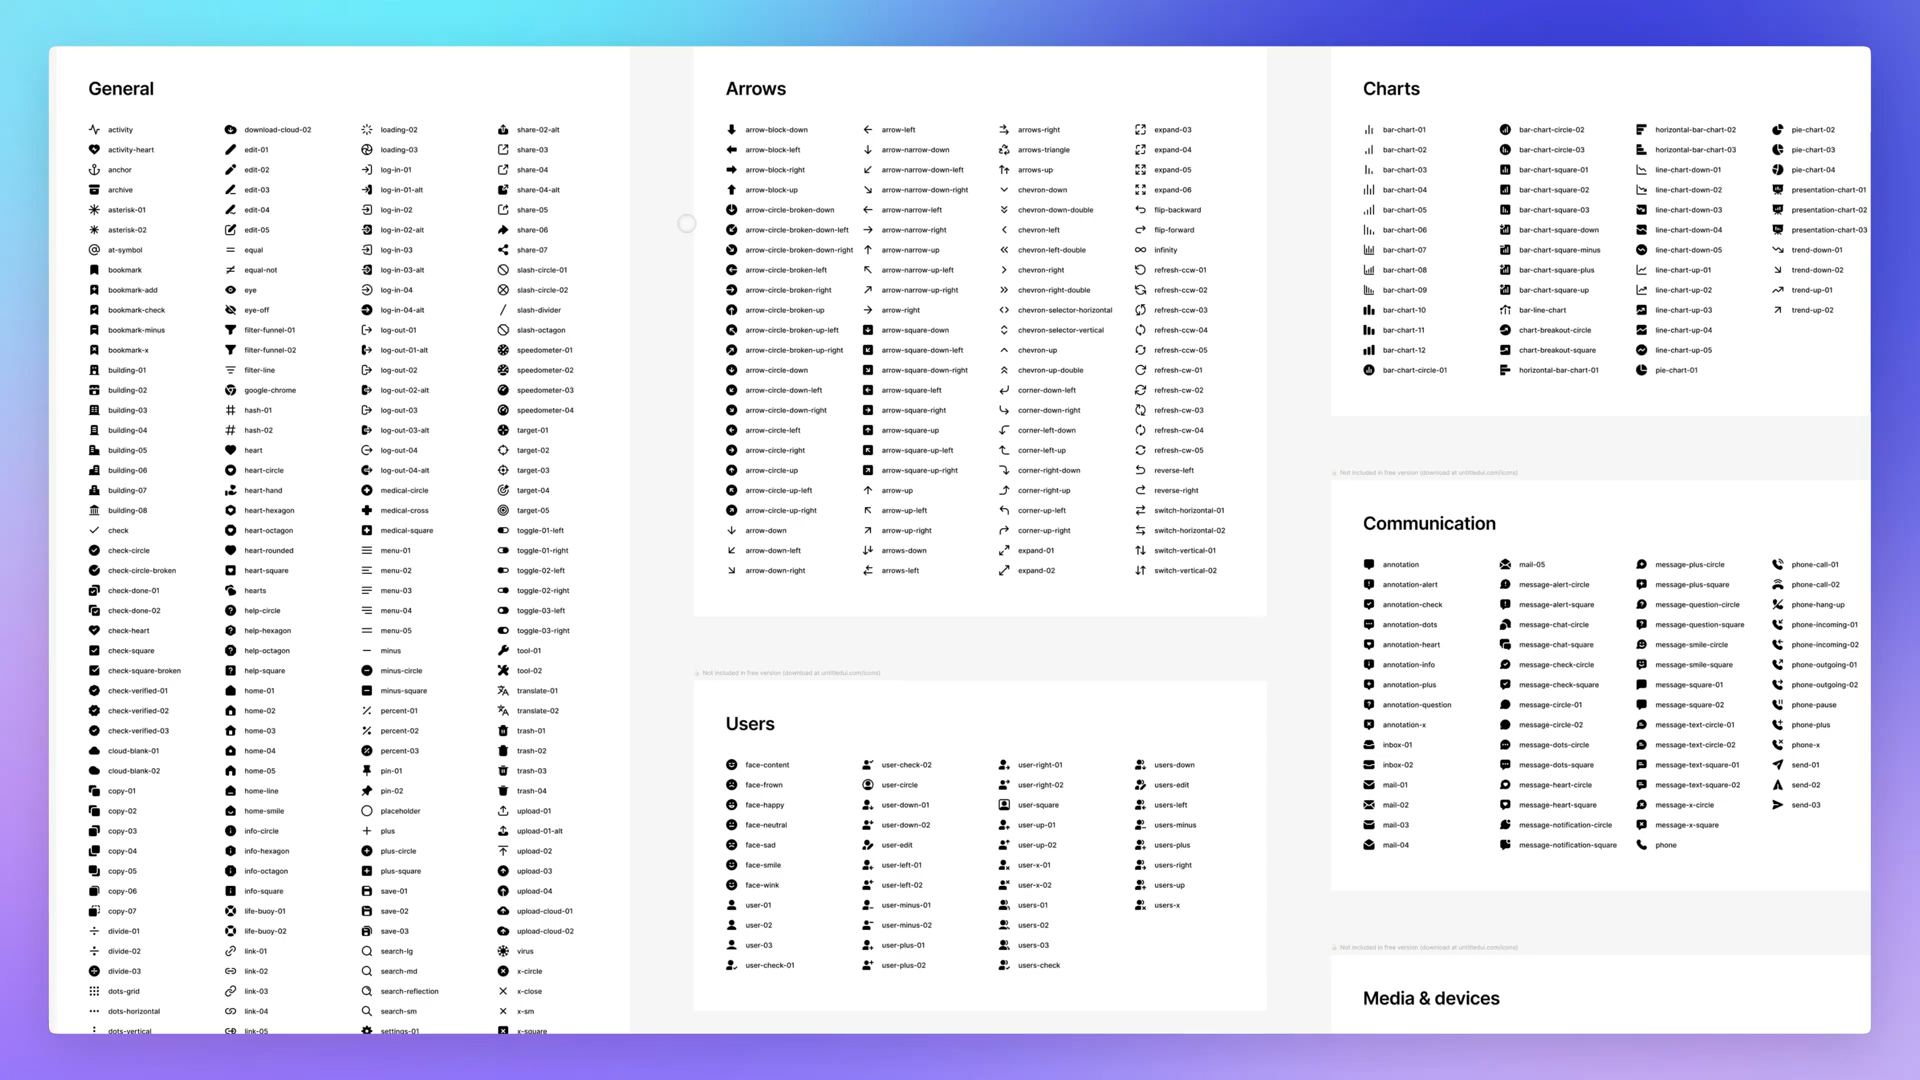 General
activity
activity-heart
anchor
archive
asterisk-01
asterisk-02
at-symbol
bookmark
bookmark-add
bookmark-check
bookmark-minus
bookmark-x
building-01
building-02
building-03
building-04
building-05
building-06
building-07
building-08
check
check-circle
check-circle-broken
check-done-01
check-done-02
check-heart
check-square
check-square-broken
check-verified-01
check-verified-02
check-verified-03
cloud-blank-01
cloud-blank-02
copy-01
copy-02
copy-03
copy-04
copy-05
copy-06
copy-07
divide-01
divide-02
divide-03
dots-grid
dots-horizontal
dots-vertical
download-cloud-02
edit-01
edit-02
edit-03
edit-04
edit-05
equal
equal-not
eye
eye-off
filter-funnel-01
filter-funnel-02
filter-line
google-chrome
hash-01
hash-02
heart
heart-circle
heart-hand
heart-hexagon
heart-octagon
heart-rounded
heart-square
hearts
help-circle
help-hexagon
help-octagon
help-square
home-01
home-02
home-03
home-04
home-05
home-line
home-smile
info-circle
info-hexagon
info-octagon
info-square
life-buoy-01
life-buoy-02
link-01
link-02
link-03
link-04
link-05
loading-02
loading-03
log-in-01
log-in-01-alt
log-in-02
log-in-02-alt
log-in-03
log-in-03-alt
log-in-04
log-in-04-alt
log-out-01
log-out-01-alt
log-out-02
log-out-02-alt
log-out-03
log-out-03-alt
log-out-04
log-out-04-alt
medical-circle
medical-cross
medical-square
menu-01
menu-02
menu-03
menu-04
menu-05
minus
minus-circle
minus-square
percent-01
percent-02
percent-03
pin-01
pin-02
placeholder
plus
plus-circle
plus-square
save-01
save-02
save-03
search-lg
search-md
search-reflection
search-sm
settings-01
share-02-alt
share-03
share-04
share-04-alt
share-05
share-06
share-07
slash-circle-01
slash-circle-02
slash-divider
slash-octagon
speedometer-01
speedometer-02
speedometer-03
speedometer-04
target-01
target-02
target-03
target-04
target-05
toggle-01-left
toggle-01-right
toggle-02-left
toggle-02-right
toggle-03-left
toggle-03-right
tool-01
tool-02
translate-01
translate-02
trash-01
trash-02
trash-03
trash-04
upload-01
upload-01-alt
upload-02
upload-03
upload-04
upload-cloud-01
upload-cloud-02
virus
x-circle
x-close
x-sm
x-square
Arrows
arrow-block-down
arrow-block-left
arrow-block-right
arrow-block-up
arrow-circle-broken-down
arrow-circle-broken-down-left
arrow-circle-broken-down-right
arrow-circle-broken-left
arrow-circle-broken-right
arrow-circle-broken-up
arrow-circle-broken-up-left
arrow-circle-broken-up-right
arrow-circle-down
arrow-circle-down-left
arrow-circle-down-right
arrow-circle-left
arrow-circle-right
arrow-circle-up
arrow-circle-up-left
arrow-circle-up-right
arrow-down
arrow-down-left
arrow-down-right
arrow-left
arrow-narrow-down
arrow-narrow-down-left
arrow-narrow-down-right
arrow-narrow-left
arrow-narrow-right
arrow-narrow-up
arrow-narrow-up-left
arrow-narrow-up-right
arrow-right
arrow-square-down
arrow-square-down-left
arrow-square-down-right
arrow-square-left
arrow-square-right
arrow-square-up
arrow-square-up-left
arrow-square-up-right
arrow-up
arrow-up-left
arrow-up-right
arrows-down
arrows-left
arrows-right
arrows-triangle
arrows-up
chevron-down
chevron-down-double
chevron-left
chevron-left-double
chevron-right
chevron-right-double
chevron-selector-horizontal
chevron-selector-vertical
chevron-up
chevron-up-double
corner-down-left
corner-down-right
corner-left-down
corner-left-up
corner-right-down
corner-right-up
corner-up-left
corner-up-right
expand-01
expand-02
expand-03
expand-04
expand-05
expand-06
flip-backward
flip-forward
infinity
refresh-ccw-01
refresh-ccw-02
refresh-ccw-03
refresh-ccw-04
refresh-ccw-05
refresh-cw-01
refresh-cw-02
refresh-cw-03
refresh-cw-04
refresh-cw-05
reverse-left
reverse-right
switch-horizontal-01
switch-horizontal-02
switch-vertical-01
switch-vertical-02
Not included in free version (download at untitledui.com/icons)
Users
face-content
face-frown
face-happy
face-neutral
face-sad
face-smile
face-wink
user-01
user-02
user-03
user-check-01
user-check-02
user-circle
user-down-01
user-down-02
user-edit
user-left-01
user-left-02
user-minus-01
user-minus-02
user-plus-01
user-plus-02
user-right-01
user-right-02
user-square
user-up-01
user-up-02
user-x-01
user-x-02
users-01
users-02
users-03
users-check
users-down
users-edit
users-left
users-minus
users-plus
users-right
users-up
users-x
Charts
bar-chart-01
bar-chart-02
bar-chart-03
bar-chart-04
bar-chart-05
bar-chart-06
bar-chart-07
bar-chart-08
bar-chart-09
bar-chart-10
bar-chart-11
bar-chart-12
bar-chart-circle-01
bar-chart-circle-02
bar-chart-circle-03
bar-chart-square-01
bar-chart-square-02
bar-chart-square-03
bar-chart-square-down
bar-chart-square-minus
bar-chart-square-plus
bar-chart-square-up
bar-line-chart
chart-breakout-circle
chart-breakout-square
horizontal-bar-chart-01
horizontal-bar-chart-02
horizontal-bar-chart-03
line-chart-down-01
line-chart-down-02
line-chart-down-03
line-chart-down-04
line-chart-down-05
line-chart-up-01
line-chart-up-02
line-chart-up-03
line-chart-up-04
line-chart-up-05
pie-chart-01
pie-chart-02
pie-chart-03
pie-chart-04
presentation-chart-01
presentation-chart-02
presentation-chart-03
trend-down-01
trend-down-02
trend-up-01
trend-up-02
Not included in free version (download at untitledui.com/icons)
Communication
annotation
annotation-alert
annotation-check
annotation-dots
annotation-heart
annotation-info
annotation-plus
annotation-question
annotation-x
inbox-01
inbox-02
mail-01
mail-02
mail-03
mail-04
mail-05
message-alert-circle
message-alert-square
message-chat-circle
message-chat-square
message-check-circle
message-check-square
message-circle-01
message-circle-02
message-dots-circle
message-dots-square
message-heart-circle
message-heart-square
message-notification-circle
message-notification-square
message-plus-circle
message-plus-square
message-question-circle
message-question-square
message-smile-circle
message-smile-square
message-square-01
message-square-02
message-text-circle-01
message-text-circle-02
message-text-square-01
message-text-square-02
message-x-circle
message-x-square
phone
phone-call-01
phone-call-02
phone-hang-up
phone-incoming-01
phone-incoming-02
phone-outgoing-01
phone-outgoing-02
phone-pause
phone-plus
phone-x
send-01
send-02
send-03
Not included in free version (download at untitledui.com/icons)
Media & devices